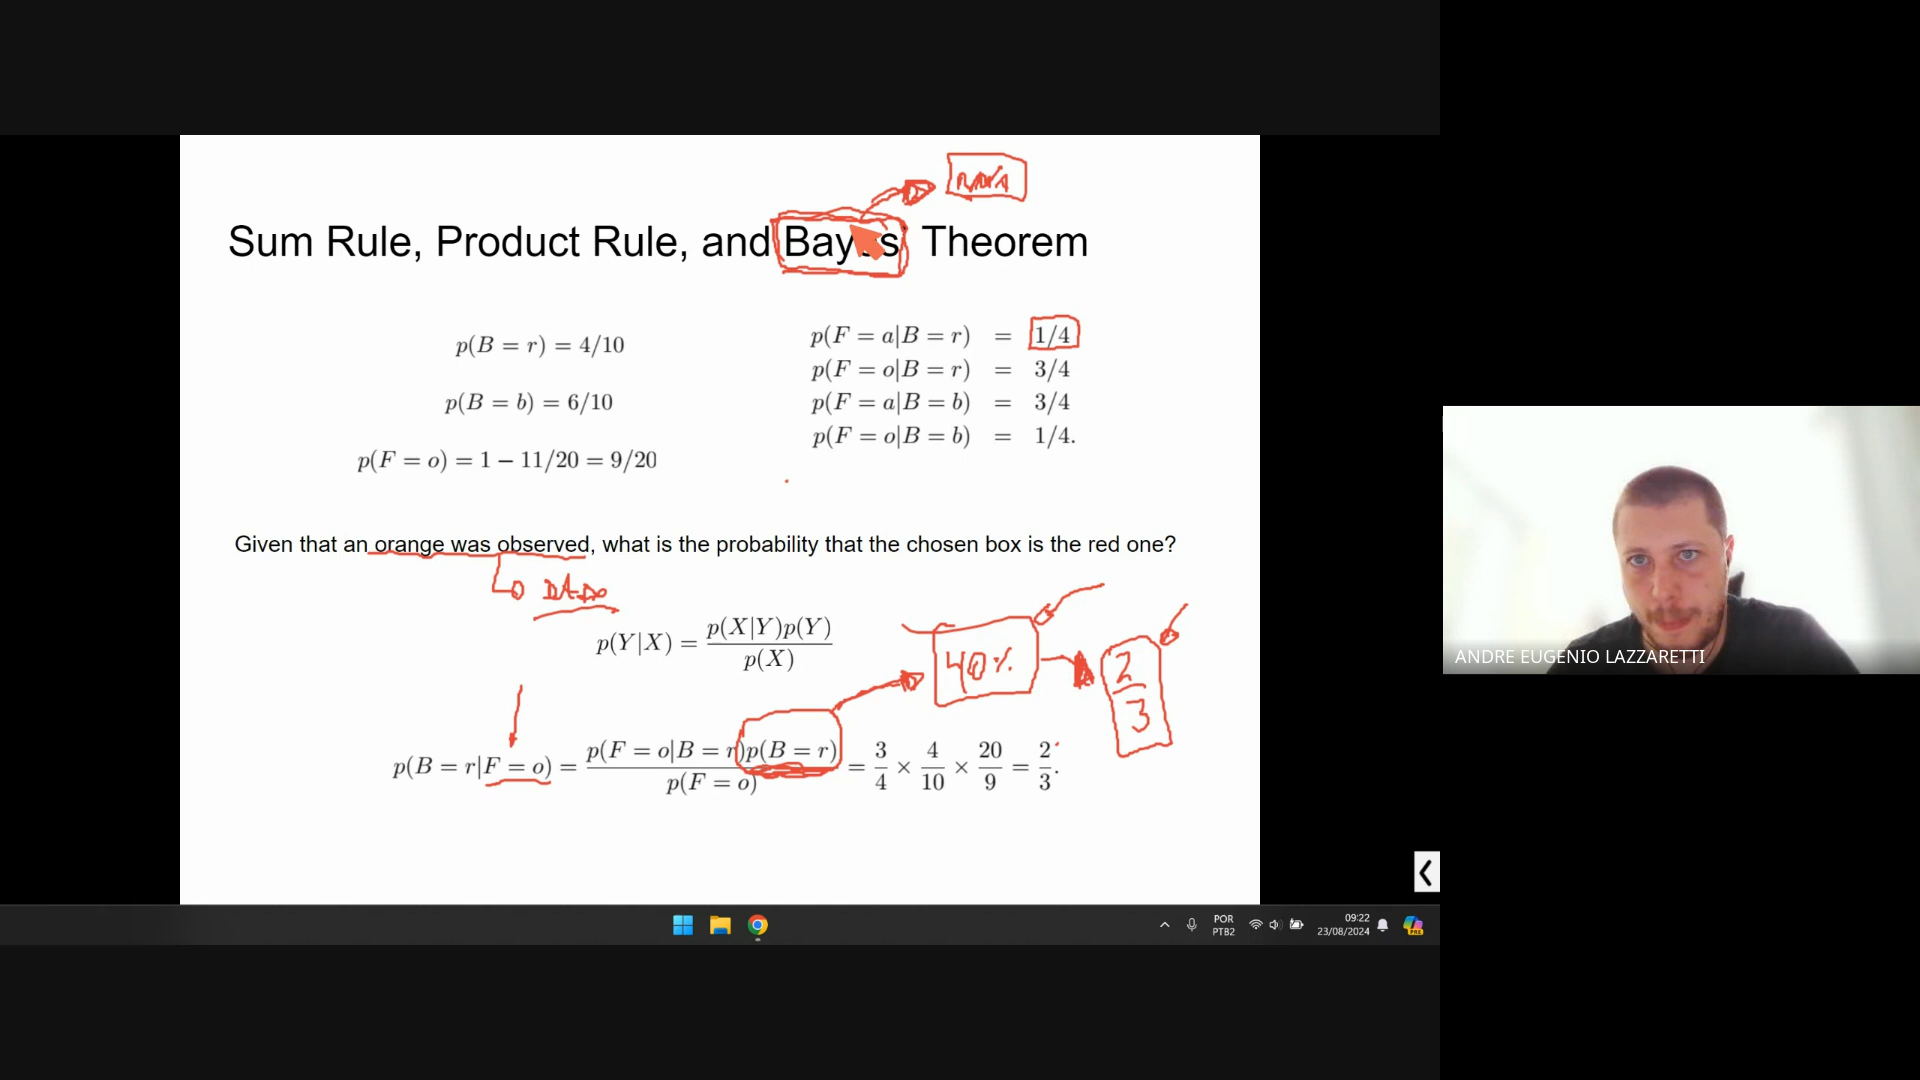 Sum Rule, Product Rule, and Bayes Theorem
p(B = r) = 4/10
p(B = b) = 6/10
p(F = o) = 1 − 11/20 = 9/20
p(F = a|B = r) = 1/4
p(F = o|B = r) = 3/4
p(F = a|B = b) = 3/4
p(F = o|B = b) = 1/4.
Given that an orange was observed, what is the probability that the chosen box is the red one?
DADO
p(Y|X) = p(X|Y)p(Y) / p(X)
40%
2/3
p(B = r|F = o) = p(F = o|B = r)p(B = r) / p(F = o) = 3/4 × 4/10 × 20/9 = 2/3.
ANDRE EUGENIO LAZZARETTI
POR
PTB2
09:22
23/08/2024
PRE